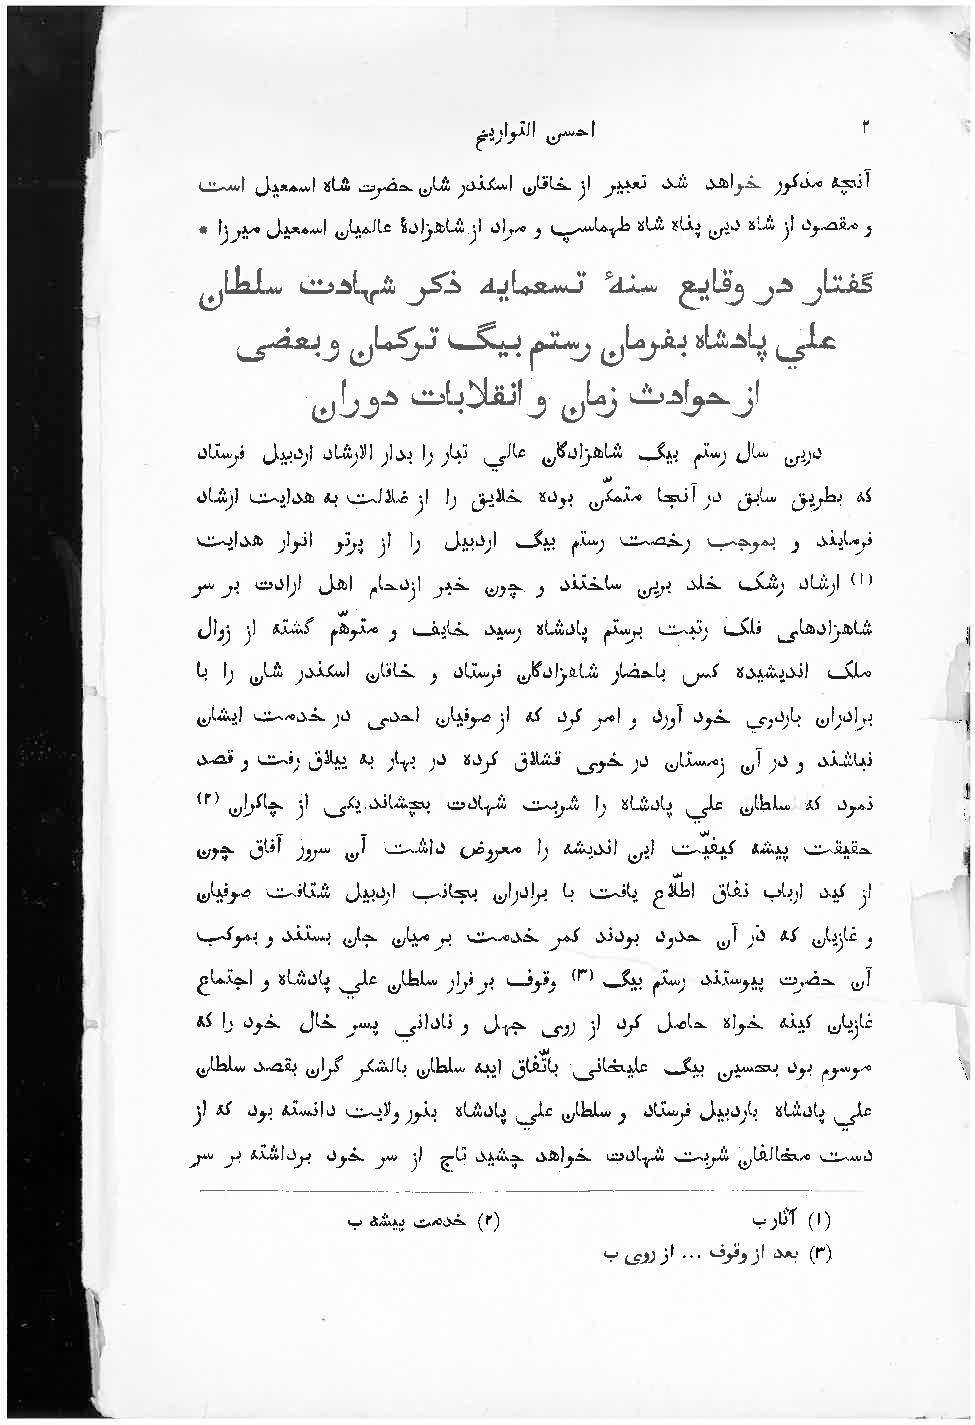 ۲
احسن التواریخ
آنچه مذکور خواهد شد تعبیر از خاقان اسکندر شان حضرت شاه اسمعیل است
و مقصود از شاه دین پناه شاه طهماسپ و مراد از شاهزادهٔ عالمیان اسمعیل میرزا *
گفتار در وقایع سنهٔ تسعمایه ذکر شهادت سلطان
علي پادشاه بفرمان رستم بیگ ترکمان و بعضی
از حوادث زمان و انقلابات دوران
درین سال رستم بیگ شاهزادگان عالي تبار را بدار الارشاد اردبیل فرستاد
که بطریق سابق در آنجا متمکّن بوده خلایق را از ضلالت به هدایت ارشاد
فرمایند و بموجب رخصت رستم بیگ اردبیل را از پرتو انوار هدایت
(۱) ارشاد رشک خلد برین ساختند و چون خبر ازدحام اهل ارادت بر سر
شاهزادهای فلک رتبت برستم پادشاه رسید خایف و متوهّم گشته از زوال
ملک اندیشیده کس باحضار شاهزادگان فرستاد و خاقان اسکندر شان را با
برادران باردوي خود آورد و امر کرد که از صوفیان احدی در خدمت ایشان
نباشند و در آن زمستان در خوی قشلاق کرده در بهار به ییلاق رفت و قصد
نمود که سلطان علي پادشاه را شربت شهادت بچشاند یکی از چاکران (۲)
حقیقت پیشه کیفیّت این اندیشه را معروض داشت آن سروز آفاق چون
از کید ارباب نفاق اطّلاع یافت با برادران بجانب اردبیل شتافت صوفیان
و غازیان که در آن حدود بودند کمر خدمت بر میان جان بستند و بموکب
آن حضرت پیوستند رستم بیگ (۳) وقوف بر فرار سلطان علي پادشاه و اجتماع
غازیان کینه خواه حاصل کرد از روی جهل و ناداني پسر خال خود را که
موسوم بود بحسین بیگ علیخانی باتّفاق ایبه سلطان بالشکر گران بقصد سلطان
علي پادشاه باردبیل فرستاد و سلطان علي پادشاه بنور ولایت دانسته بود که از
دست مخالفان شربت شهادت خواهد چشید تاج از سر خود برداشته بر سر
(۱) آثار ب (۲) خدمت پیشه ب
(۳) بعد از وقوف ... از روی ب